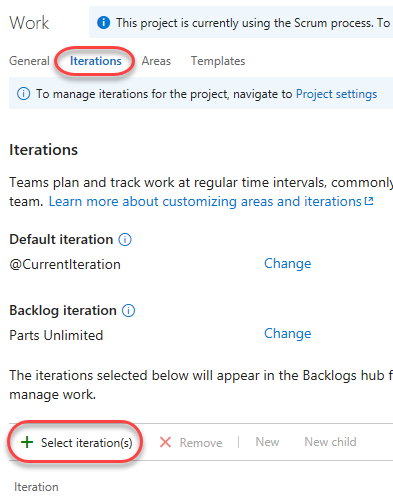 Work
This project is currently using the Scrum process. To
General Iterations Areas Templates
To manage iterations for the project, navigate to Project settings
Iterations
Teams plan and track work at regular time intervals, commonly
team. Learn more about customizing areas and iterations
Default iteration
@CurrentIteration Change
Backlog iteration
Parts Unlimited Change
The iterations selected below will appear in the Backlogs hub f
manage work.
+ Select iteration(s) × Remove | New New child
Iteration